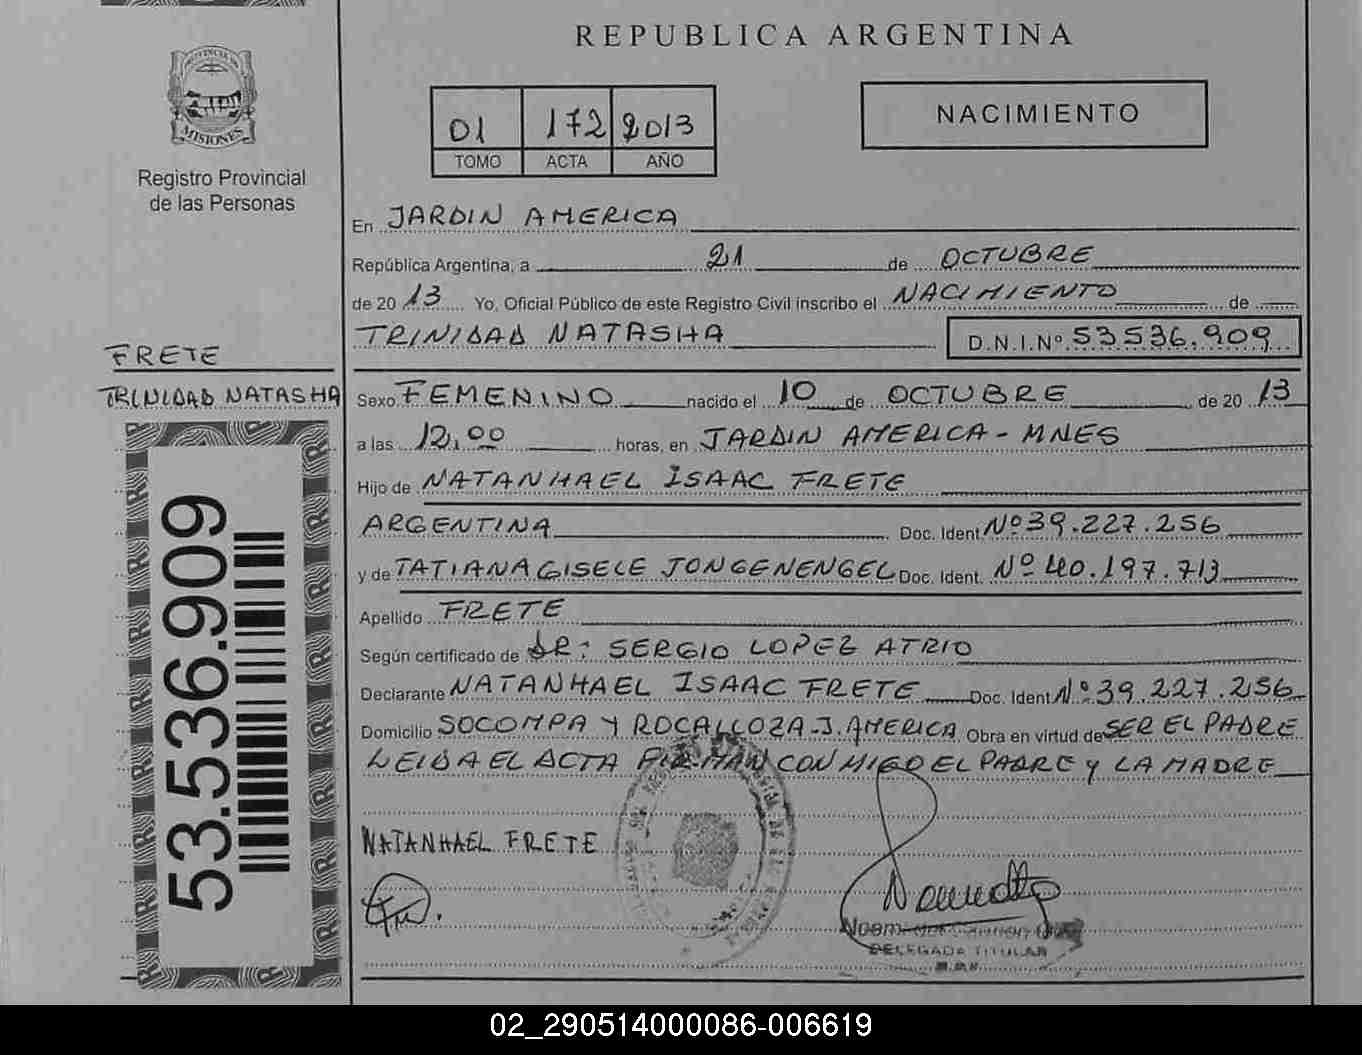 REPUBLICA ARGENTINA
MISIONES
Registro Provincial
de las Personas
01 172 2013
TOMO ACTA AÑO
NACIMIENTO
En JARDIN AMERICA
República Argentina, a 21 de OCTUBRE
de 20 13 Yo, Oficial Público de este Registro Civil inscribo el NACIMIENTO de
TRINIDAD NATASHA D.N.I.Nº 53536.909
FRETE
TRINIDAD NATASHA
Sexo FEMENINO nacido el 10 de OCTUBRE de 20 13
a las 12,00 horas, en JARDIN AMERICA - MNES
Hijo de NATANHAEL ISAAC FRETE
ARGENTINA Doc. Ident Nº 39.227.256
y de TATIANA GISELE JONGENENGEL Doc. Ident. Nº 40.197.713
Apellido FRETE
Según certificado de DR: SERGIO LOPEZ ATRIO
Declarante NATANHAEL ISAAC FRETE Doc. Ident Nº 39.227.256
Domicilio SOCOMPA Y ROCALLOZA - J. AMERICA Obra en virtud de SER EL PADRE
LEIDA EL ACTA FIRMAN CON MIGO EL PADRE Y LA MADRE
NATANHAEL FRETE
DELEGADA TITULAR
53.536.909
02_290514000086-006619